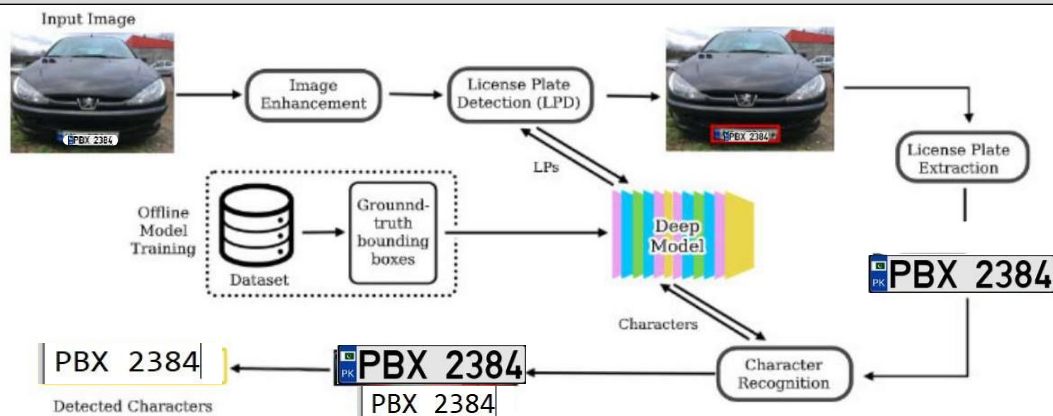 Input Image
PBX 2384
Image
Enhancement
License Plate
Detection (LPD)
PBX 2384
License Plate
Extraction
LPs
Offline
Model
Training
Dataset
Grounnd-
truth
bounding
boxes
Deep
Model
PK
PBX 2384
Characters
Character
Recognition
PK
PBX 2384
PBX 2384
PBX 2384
Detected Characters